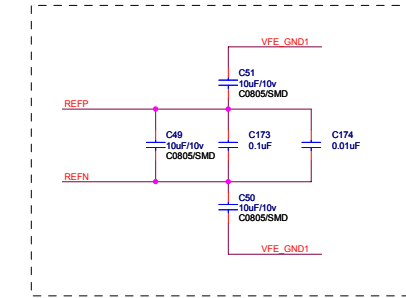 VFE_GND1
C51
10uF/10v
C0805/SMD
REFP
C49
10uF/10v
C0805/SMD
C173
0.1uF
C174
0.01uF
REFN
C50
10uF/10v
C0805/SMD
VFE_GND1